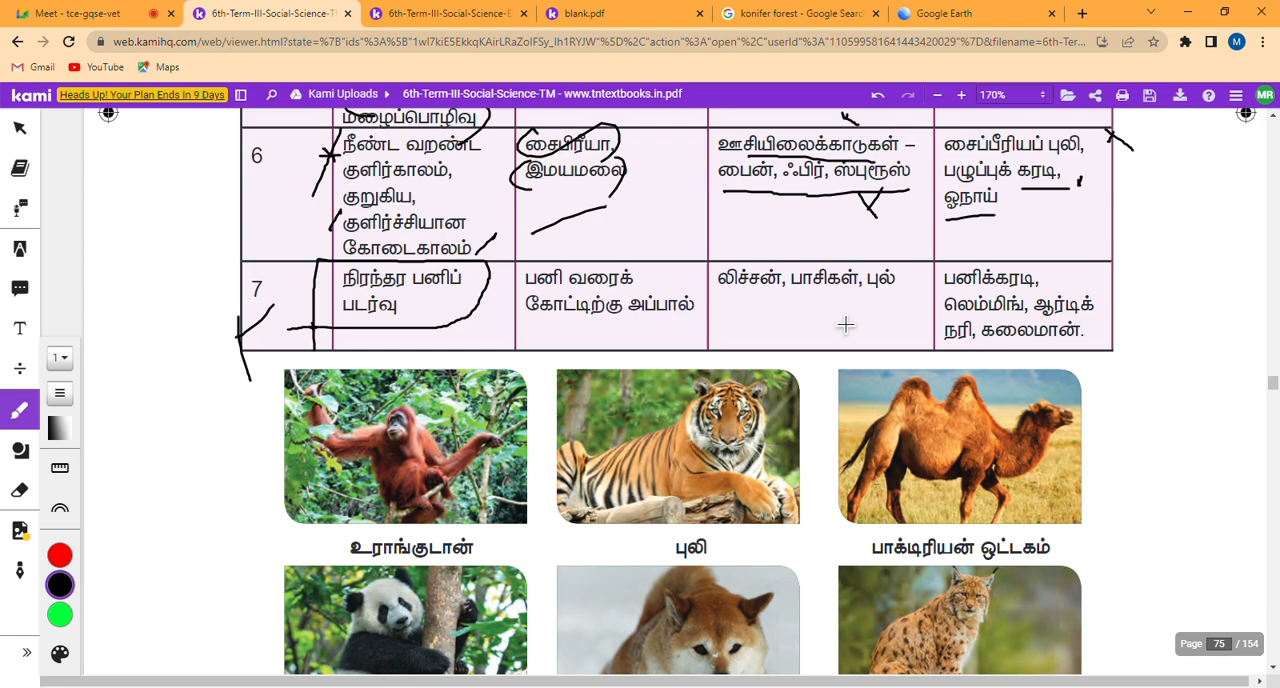 Meet - tce-gqse-vet
6th-Term-III-Social-Science-T
6th-Term-III-Social-Science-E
blank.pdf
konifer forest - Google Searc
Google Earth
web.kamihq.com/web/viewer.html?state=%7B"ids"%3A%5B"1wl7kiE5EkkqKAirLRaZoIFSy_Ih1RYJW"%5D%2C"action"%3A"open"%2C"userId"%3A"110599581641443420029"%7D&filename=6th-Ter...
Gmail YouTube Maps
kami Heads Up! Your Plan Ends In 9 Days Kami Uploads 6th-Term-III-Social-Science-TM - www.tntextbooks.in.pdf 170% MR
மழைப்பொழிவு
6 நீண்ட வறண்ட குளிர்காலம், குறுகிய, குளிர்ச்சியான கோடைகாலம்
சைபிரீயா, இமயமலை
ஊசியிலைக்காடுகள் – பைன், ஃபிர், ஸ்புரூஸ்
சைப்பீரியப் புலி, பழுப்புக் கரடி, ஓநாய்
7 நிரந்தர பனிப் படர்வு
பனி வரைக் கோட்டிற்கு அப்பால்
லிச்சன், பாசிகள், புல்
பனிக்கரடி, லெம்மிங், ஆர்டிக் நரி, கலைமான்.
உராங்குடான்
புலி
பாக்டிரியன் ஒட்டகம்
Page 75 / 154